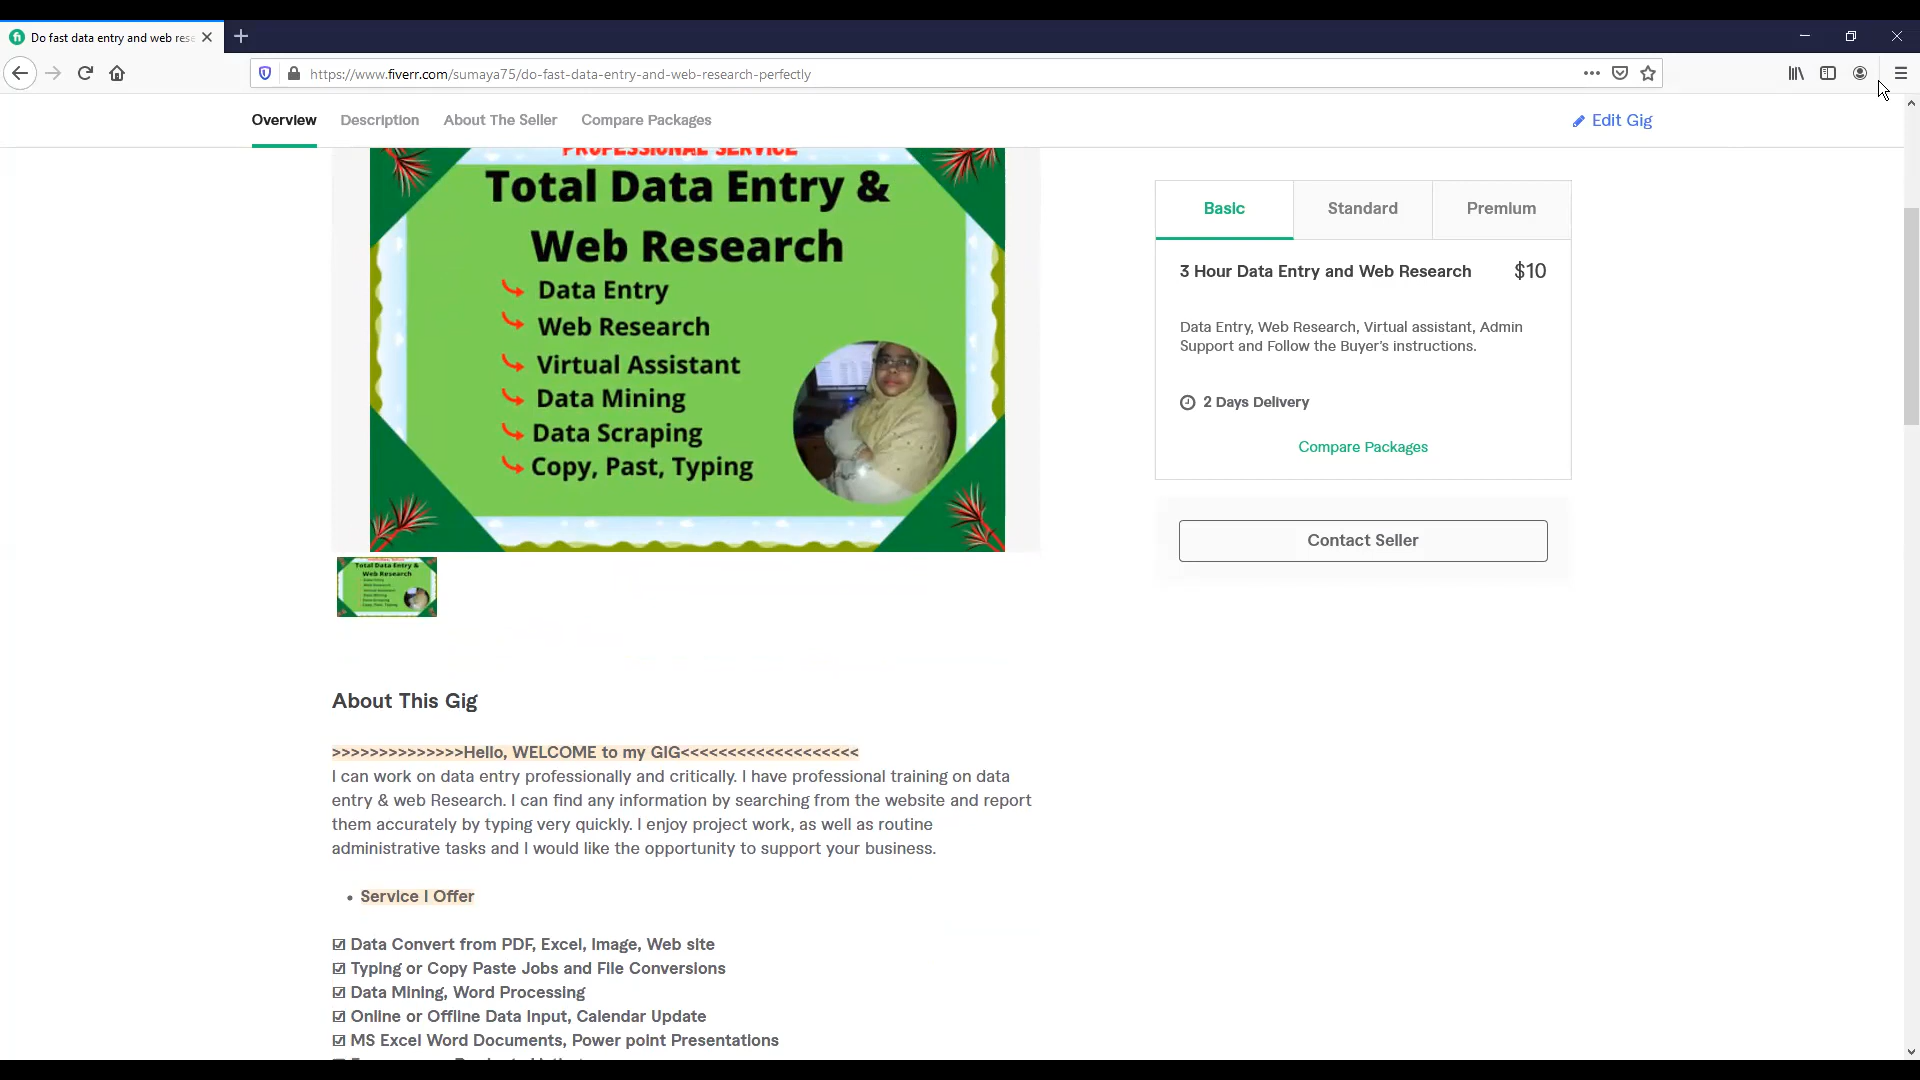 Do fast data entry and web rese
https://www.fiverr.com/sumaya75/do-fast-data-entry-and-web-research-perfectly
Overview
Description
About The Seller
Compare Packages
Edit Gig
PROFESSIONAL SERVICE
Total Data Entry &
Web Research
Data Entry
Web Research
Virtual Assistant
Data Mining
Data Scraping
Copy, Past, Typing
Basic
Standard
Premium
3 Hour Data Entry and Web Research $10
Data Entry, Web Research, Virtual assistant, Admin
Support and Follow the Buyer's instructions.
2 Days Delivery
Compare Packages
Contact Seller
Total Data Entry &
Web Research
About This Gig
>>>>>>>>>>>>>>Hello, WELCOME to my GIG<<<<<<<<<<<<<<<<<<<
I can work on data entry professionally and critically. I have professional training on data
entry & web Research. I can find any information by searching from the website and report
them accurately by typing very quickly. I enjoy project work, as well as routine
administrative tasks and I would like the opportunity to support your business.
• Service I Offer
☑ Data Convert from PDF, Excel, Image, Web site
☑ Typing or Copy Paste Jobs and File Conversions
☑ Data Mining, Word Processing
☑ Online or Offline Data Input, Calendar Update
☑ MS Excel Word Documents, Power point Presentations